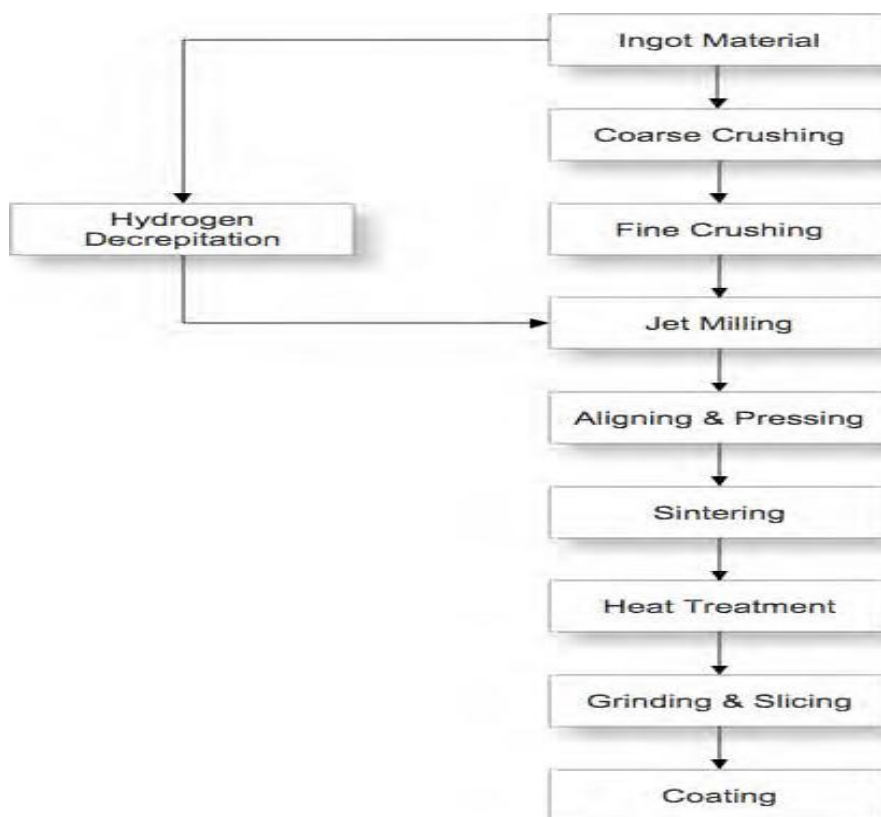 Ingot Material
Coarse Crushing
Hydrogen
Decrepitation
Fine Crushing
Jet Milling
Aligning & Pressing
Sintering
Heat Treatment
Grinding & Slicing
Coating